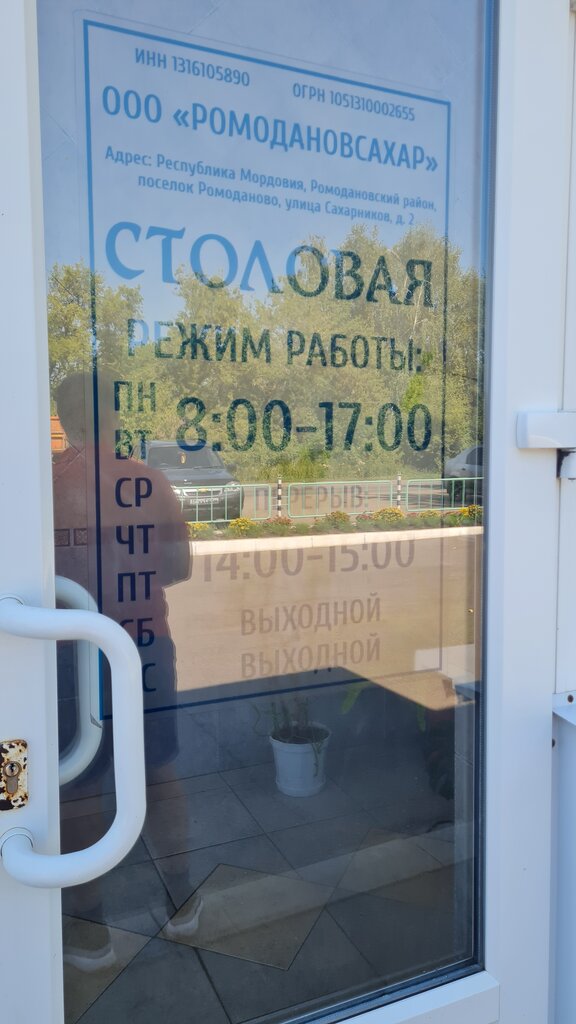 ИНН 1316105890 ОГРН 1051310002655
ООО «РОМОДАНОВСАХАР»
Адрес: Республика Мордовия, Ромодановский район,
поселок Ромоданово, улица Сахарников, д. 2
СТОЛОВАЯ
РЕЖИМ РАБОТЫ:
ПН
ВТ 8:00-17:00
СР
ПЕРЕРЫВ:
ЧТ
14:00-15:00
ПТ
СБ ВЫХОДНОЙ
ВС ВЫХОДНОЙ